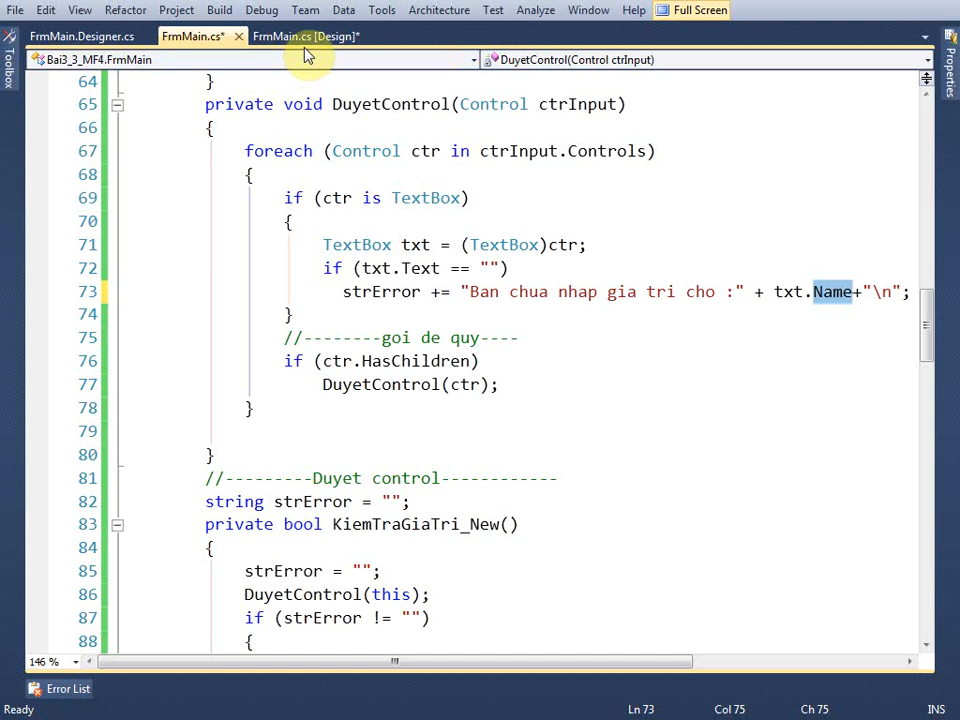 File Edit View Refactor Project Build Debug Team Data Tools Architecture Test Analyze Window Help Full Screen
FrmMain.Designer.cs FrmMain.cs* FrmMain.cs [Design]*
Bai3_3_MF4.FrmMain DuyetControl(Control ctrInput)
Toolbox
Properties
64 }
65 private void DuyetControl(Control ctrInput)
66 {
67 foreach (Control ctr in ctrInput.Controls)
68 {
69 if (ctr is TextBox)
70 {
71 TextBox txt = (TextBox)ctr;
72 if (txt.Text == "")
73 strError += "Ban chua nhap gia tri cho :" + txt.Name+"\n";
74 }
75 //--------goi de quy----
76 if (ctr.HasChildren)
77 DuyetControl(ctr);
78 }
79
80 }
81 //---------Duyet control------------
82 string strError = "";
83 private bool KiemTraGiaTri_New()
84 {
85 strError = "";
86 DuyetControl(this);
87 if (strError != "")
88 {
146 %
Error List
Ready Ln 73 Col 75 Ch 75 INS